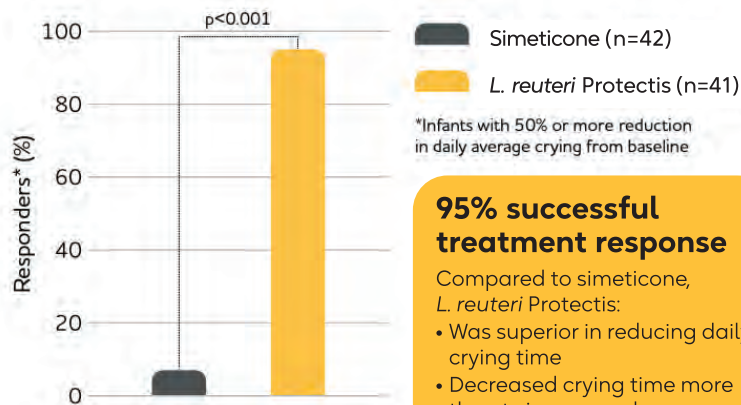 p<0.001
100
80
60
40
20
0
Responders* (%)
Simeticone (n=42)
L. reuteri Protectis (n=41)
*Infants with 50% or more reduction
in daily average crying from baseline
95% successful
treatment response
Compared to simeticone,
L. reuteri Protectis:
• Was superior in reducing daily
crying time
• Decreased crying time more